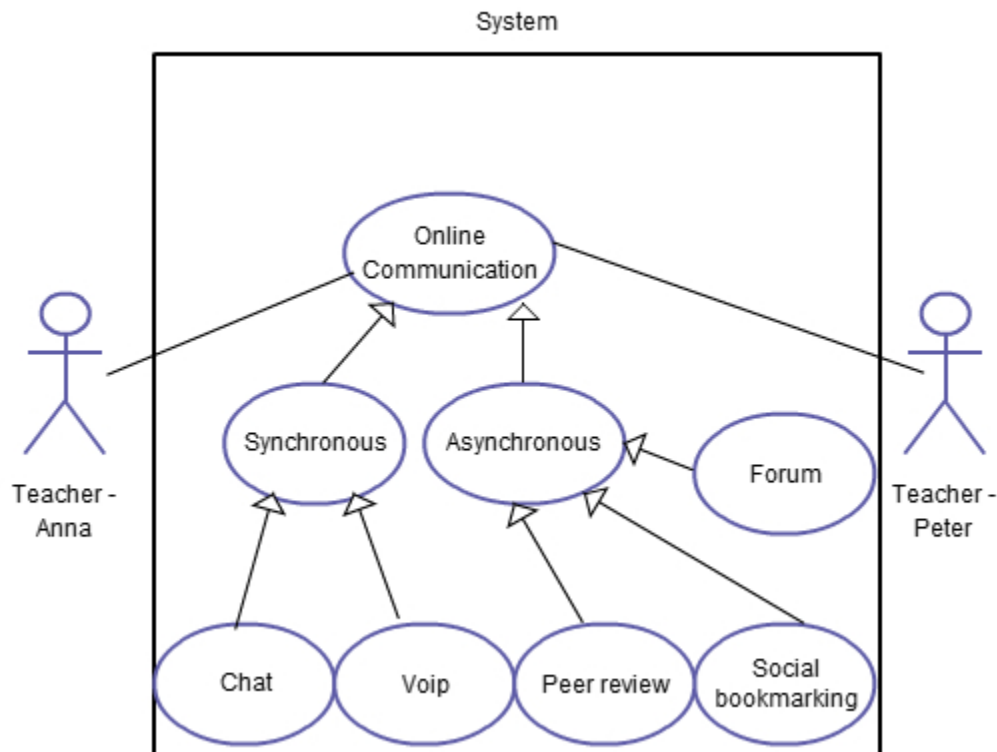 System
Online
Communication
Synchronous
Asynchronous
Forum
Teacher -
Anna
Teacher -
Peter
Chat
Voip
Peer review
Social
bookmarking